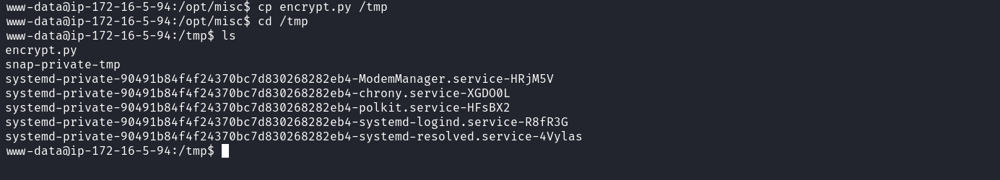 www-data@ip-172-16-5-94:/opt/misc$ cp encrypt.py /tmp
www-data@ip-172-16-5-94:/opt/misc$ cd /tmp
www-data@ip-172-16-5-94:/tmp$ ls
encrypt.py
snap-private-tmp
systemd-private-90491b84f4f24370bc7d830268282eb4-ModemManager.service-HRjM5V
systemd-private-90491b84f4f24370bc7d830268282eb4-chrony.service-XGDO0L
systemd-private-90491b84f4f24370bc7d830268282eb4-polkit.service-HFsBX2
systemd-private-90491b84f4f24370bc7d830268282eb4-systemd-logind.service-R8fR3G
systemd-private-90491b84f4f24370bc7d830268282eb4-systemd-resolved.service-4Vylas
www-data@ip-172-16-5-94:/tmp$